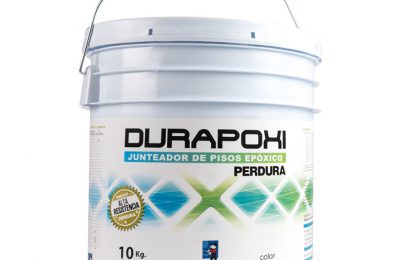 DURAPOXI
JUNTEADOR DE PISOS EPÓXICO
PERDURA
ALTA
RESISTENCIA
10 Kg.
color